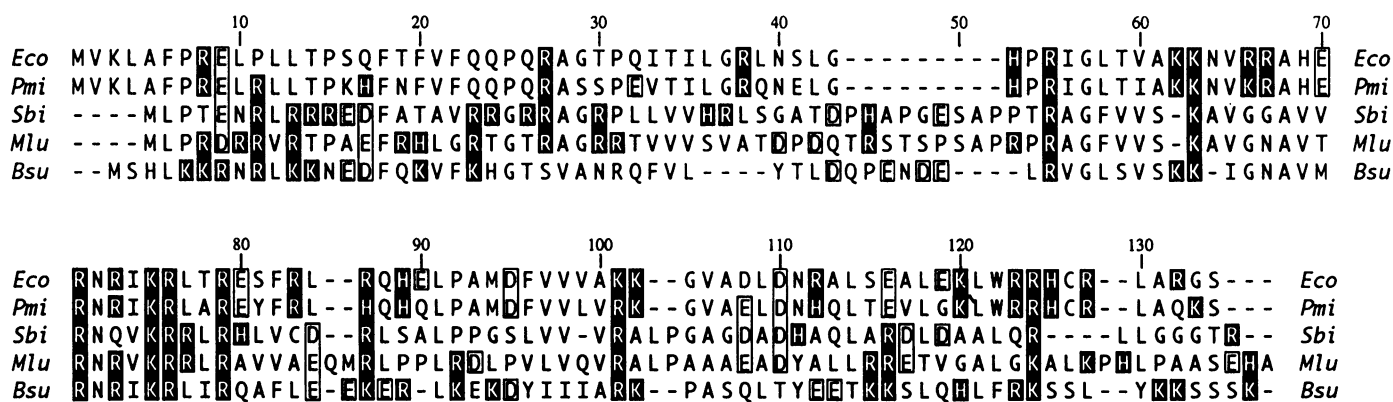 10 20 30 40 50 60 70
Eco MVKLAFPRELPLLTPSQFTFVFQQPQRAGTPQITILGRLNSLG---------HPRIGLTVAKKNVRRAHE Eco
Pmi MVKLAFPRELRLLTPKHFNFVFQQPQRASSPEVTILGRQNELG---------HPRIGLTIAKKNVKRAHE Pmi
Sbi ----MLPTENRLRRREDFATAVRRGRRAGRPLLVVHRLSGATDPHAPGESAPPTRAGFVVS-KAVGGAVT Sbi
Mlu ----MLPRDRRVRTPAEFRHLGRTGTRAGRRTVVVSVATDPDQTRSTSPSAPRPRAGFVVS-KAVGNAVT Mlu
Bsu --MSHLKKRNRLKKNEDFQKVFKHGTSVANRQFVL----YTLDQPENDE----LRVGLSVSKK-IGNAVM Bsu
80 90 100 110 120 130
Eco RNRIKRLTRESFRL--RQHELPAMDFVVVAKK--GVADLDNRALSEALEKLWRRHCR--LARGS--- Eco
Pmi RNRIKRLAREYFRL--HQHQLPAMDFVVLVRK--GVAELDNHQLTEVLGKLWRRHCR--LAQKS--- Pmi
Sbi RNQVKRRLRHLVCD--RLSALPPGSLVV-VRALPGAGDADHAQLARDLDAALQR----LLGGGTR-- Sbi
Mlu RNRVKRRLRAVVAEQMRLPPLRDLPVLVQVRALPAAAEADYALLRRETVGALGKALKPHLPAASEHA Mlu
Bsu RNRIKRLIRQAFLE-EKER-LKEKDYIIIARK--PASQLTYEETKKSLQHLFRKSSL--YKKSSSK- Bsu